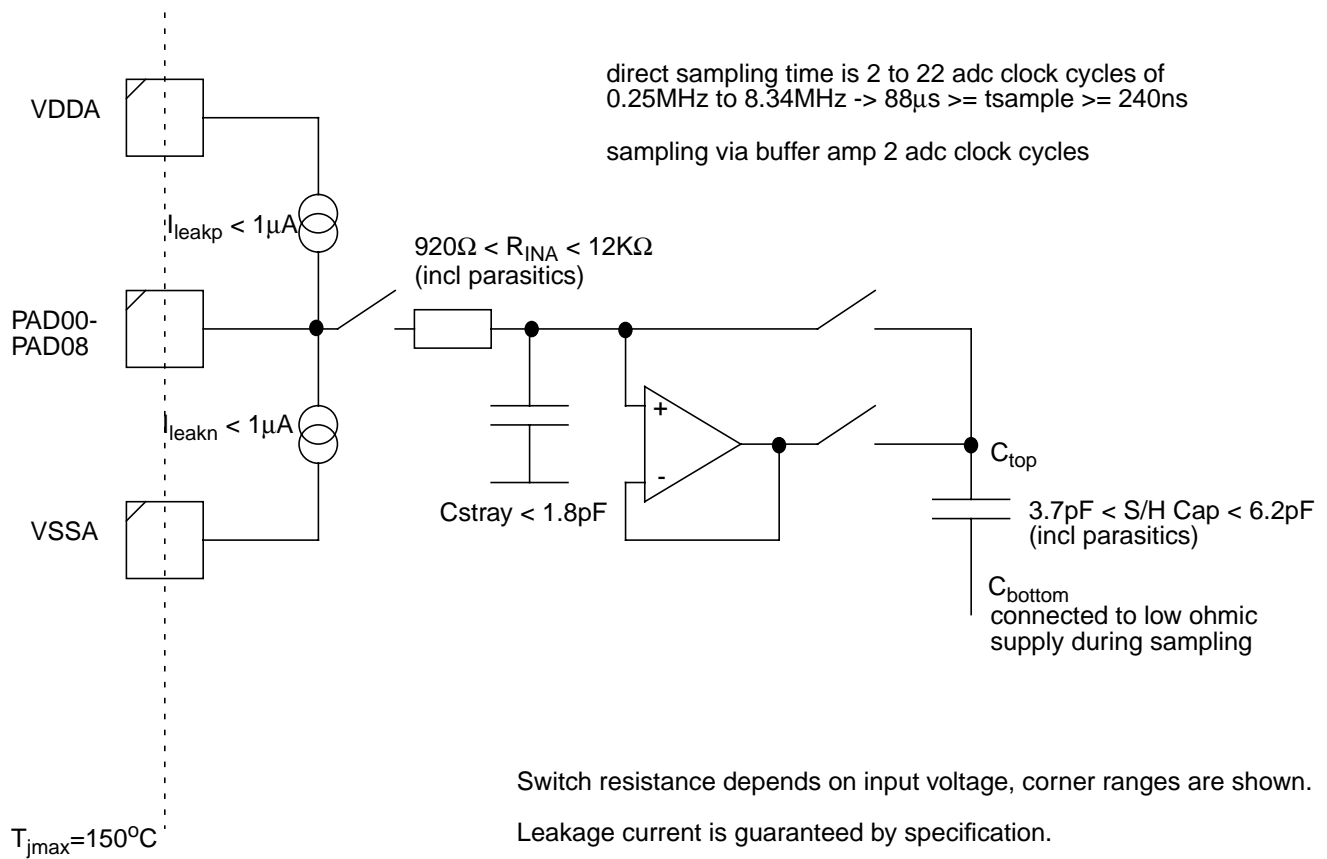 direct sampling time is 2 to 22 adc clock cycles of
0.25MHz to 8.34MHz -> 88μs >= tsample >= 240ns
VDDA
sampling via buffer amp 2 adc clock cycles
Ileakp < 1μA
920Ω < RINA < 12KΩ
(incl parasitics)
PAD00-
PAD08
+
Ileakn < 1μA
-
Ctop
Cstray < 1.8pF
3.7pF < S/H Cap < 6.2pF
(incl parasitics)
VSSA
Cbottom
connected to low ohmic
supply during sampling
Switch resistance depends on input voltage, corner ranges are shown.
Leakage current is guaranteed by specification.
Tjmax=150oC